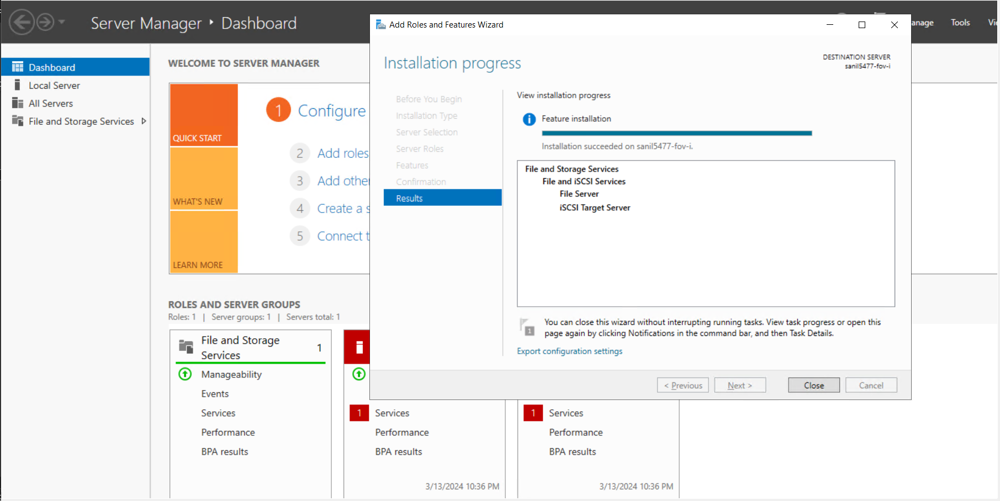 Server Manager ‣ Dashboard
Tools
Dashboard
Local Server
All Servers
File and Storage Services
WELCOME TO SERVER MANAGER
QUICK START
WHAT'S NEW
LEARN MORE
1 Configure
2 Add roles
3 Add other
4 Create a s
5 Connect t
ROLES AND SERVER GROUPS
Roles: 1 | Server groups: 1 | Servers total: 1
File and Storage
Services
1
Manageability
Events
Services
Performance
BPA results
1 Services
Performance
BPA results
3/13/2024 10:36 PM
1 Services
Performance
BPA results
3/13/2024 10:36 PM
Add Roles and Features Wizard
Installation progress
DESTINATION SERVER
sanil5477-fov-i
Before You Begin
Installation Type
Server Selection
Server Roles
Features
Confirmation
Results
View installation progress
Feature installation
Installation succeeded on sanil5477-fov-i.
File and Storage Services
File and iSCSI Services
File Server
iSCSI Target Server
1
You can close this wizard without interrupting running tasks. View task progress or open this
page again by clicking Notifications in the command bar, and then Task Details.
Export configuration settings
< Previous
Next >
Close
Cancel